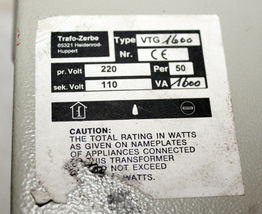 Trafo-Zerbe
65321 Heidenrod-
Huppert
Type VTG 1600
Nr. CE
pr. Volt 220 Per 50
sek. Volt 110 VA 1600
CAUTION:
THE TOTAL RATING IN WATTS
AS GIVEN ON NAMEPLATES
OF APPLIANCES CONNECTED
THIS TRANSFORMER
NOT EXCEED
WATTS.